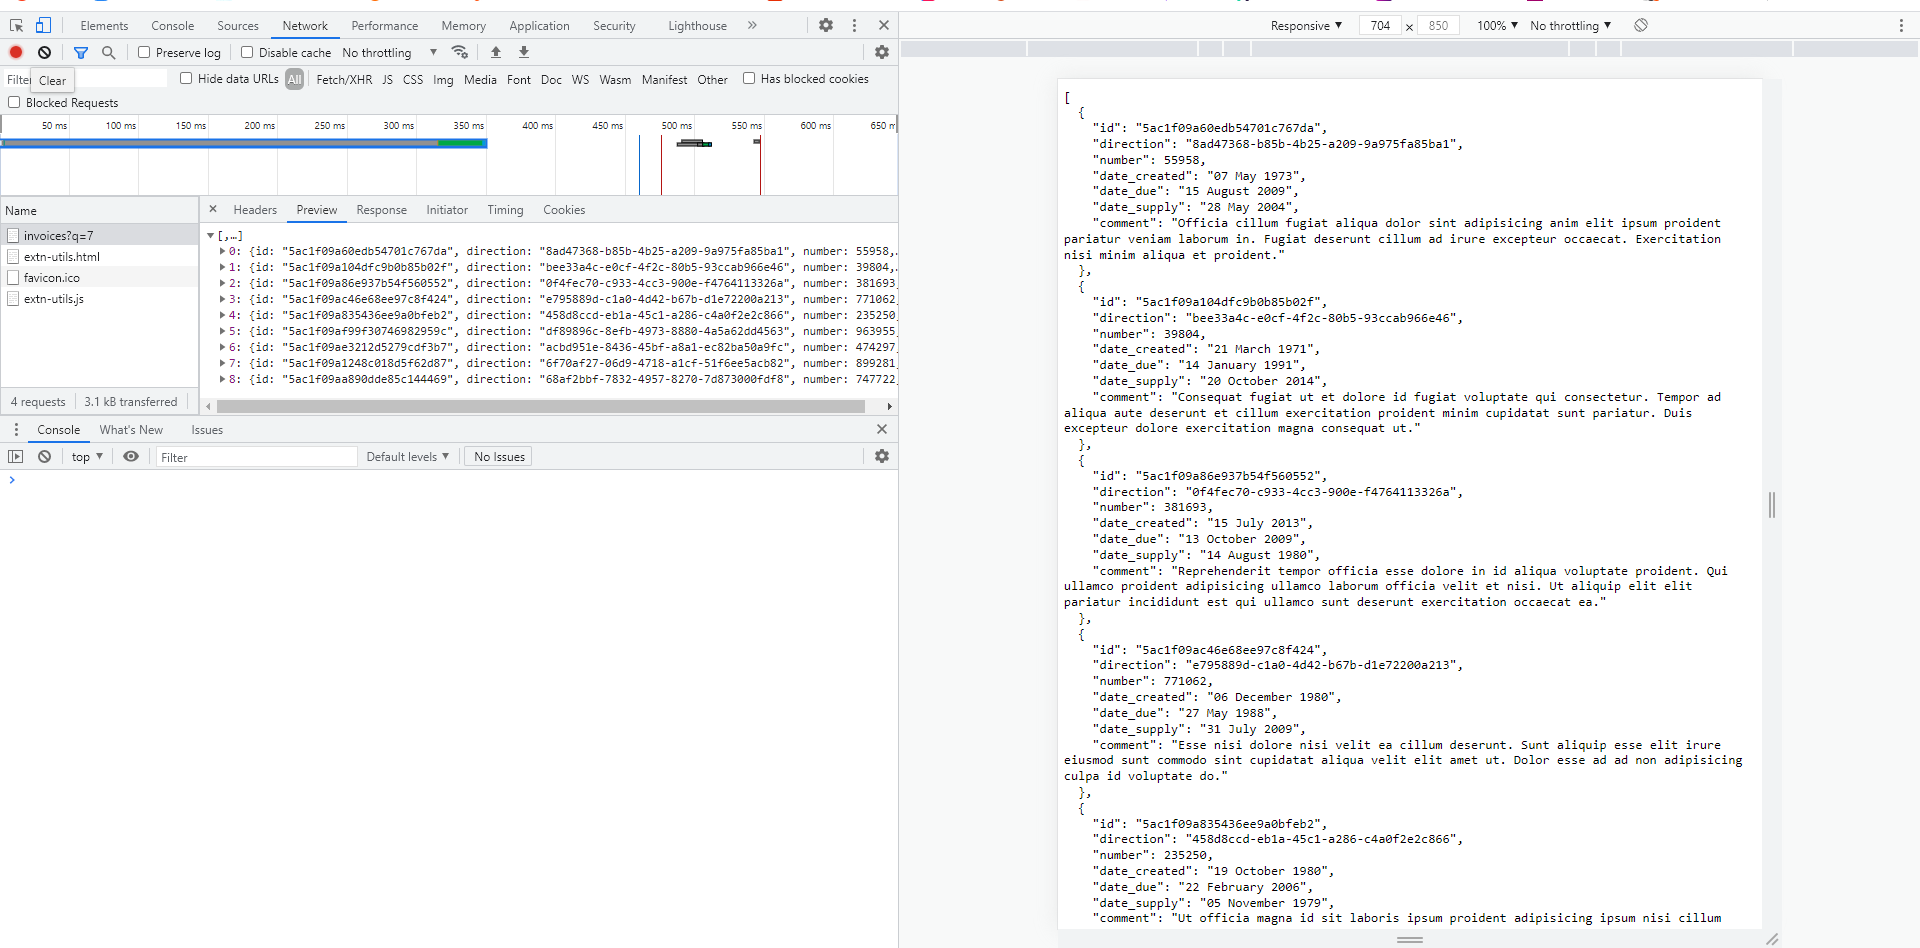 Elements Console Sources Network Performance Memory Application Security Lighthouse »
Preserve log Disable cache No throttling
Filter Clear Hide data URLs All Fetch/XHR JS CSS Img Media Font Doc WS Wasm Manifest Other Has blocked cookies
Blocked Requests
50 ms 100 ms 150 ms 200 ms 250 ms 300 ms 350 ms 400 ms 450 ms 500 ms 550 ms 600 ms 650 m
Name
invoices?q=7
extn-utils.html
favicon.ico
extn-utils.js
4 requests 3.1 kB transferred
× Headers Preview Response Initiator Timing Cookies
▼[,…]
0: {id: "5ac1f09a60edb54701c767da", direction: "8ad47368-b85b-4b25-a209-9a975fa85ba1", number: 55958,…
1: {id: "5ac1f09a104dfc9b0b85b02f", direction: "bee33a4c-e0cf-4f2c-80b5-93ccab966e46", number: 39804,…
2: {id: "5ac1f09a86e937b54f560552", direction: "0f4fec70-c933-4cc3-900e-f4764113326a", number: 381693,
3: {id: "5ac1f09ac46e68ee97c8f424", direction: "e795889d-c1a0-4d42-b67b-d1e72200a213", number: 771062,
4: {id: "5ac1f09a835436ee9a0bfeb2", direction: "458d8ccd-eb1a-45c1-a286-c4a0f2e2c866", number: 235250,
5: {id: "5ac1f09af99f30746982959c", direction: "df89896c-8efb-4973-8880-4a5a62dd4563", number: 963955,
6: {id: "5ac1f09ae3212d5279cdf3b7", direction: "acbd951e-8436-45bf-a8a1-ec82ba50a9fc", number: 474297,
7: {id: "5ac1f09a1248c018d5f62d87", direction: "6f70af27-06d9-4718-a1cf-51f6ee5acb82", number: 899281,
8: {id: "5ac1f09aa890dde85c144469", direction: "68af2bbf-7832-4957-8270-7d873000fdf8", number: 747722,
Console What's New Issues
top Filter Default levels No Issues
Responsive 704 × 850 100% No throttling
[
{
"id": "5ac1f09a60edb54701c767da",
"direction": "8ad47368-b85b-4b25-a209-9a975fa85ba1",
"number": 55958,
"date_created": "07 May 1973",
"date_due": "15 August 2009",
"date_supply": "28 May 2004",
"comment": "Officia cillum fugiat aliqua dolor sint adipisicing anim elit ipsum proident
pariatur veniam laborum in. Fugiat deserunt cillum ad irure excepteur occaecat. Exercitation
nisi minim aliqua et proident."
},
{
"id": "5ac1f09a104dfc9b0b85b02f",
"direction": "bee33a4c-e0cf-4f2c-80b5-93ccab966e46",
"number": 39804,
"date_created": "21 March 1971",
"date_due": "14 January 1991",
"date_supply": "20 October 2014",
"comment": "Consequat fugiat ut et dolore id fugiat voluptate qui consectetur. Tempor ad
aliqua aute deserunt et cillum exercitation proident minim cupidatat sunt pariatur. Duis
excepteur dolore exercitation magna consequat ut."
},
{
"id": "5ac1f09a86e937b54f560552",
"direction": "0f4fec70-c933-4cc3-900e-f4764113326a",
"number": 381693,
"date_created": "15 July 2013",
"date_due": "13 October 2009",
"date_supply": "14 August 1980",
"comment": "Reprehenderit tempor officia esse dolore in id aliqua voluptate proident. Qui
ullamco proident adipisicing ullamco laborum officia velit et nisi. Ut aliquip elit elit
pariatur incididunt est qui ullamco sunt deserunt exercitation occaecat ea."
},
{
"id": "5ac1f09ac46e68ee97c8f424",
"direction": "e795889d-c1a0-4d42-b67b-d1e72200a213",
"number": 771062,
"date_created": "06 December 1980",
"date_due": "27 May 1988",
"date_supply": "31 July 2009",
"comment": "Esse nisi dolore nisi velit ea cillum deserunt. Sunt aliquip esse elit irure
eiusmod sunt commodo sint cupidatat aliqua velit elit amet ut. Dolor esse ad ad non adipisicing
culpa id voluptate do."
},
{
"id": "5ac1f09a835436ee9a0bfeb2",
"direction": "458d8ccd-eb1a-45c1-a286-c4a0f2e2c866",
"number": 235250,
"date_created": "19 October 1980",
"date_due": "22 February 2006",
"date_supply": "05 November 1979",
"comment": "Ut officia magna id sit laboris ipsum proident adipisicing ipsum nisi cillum